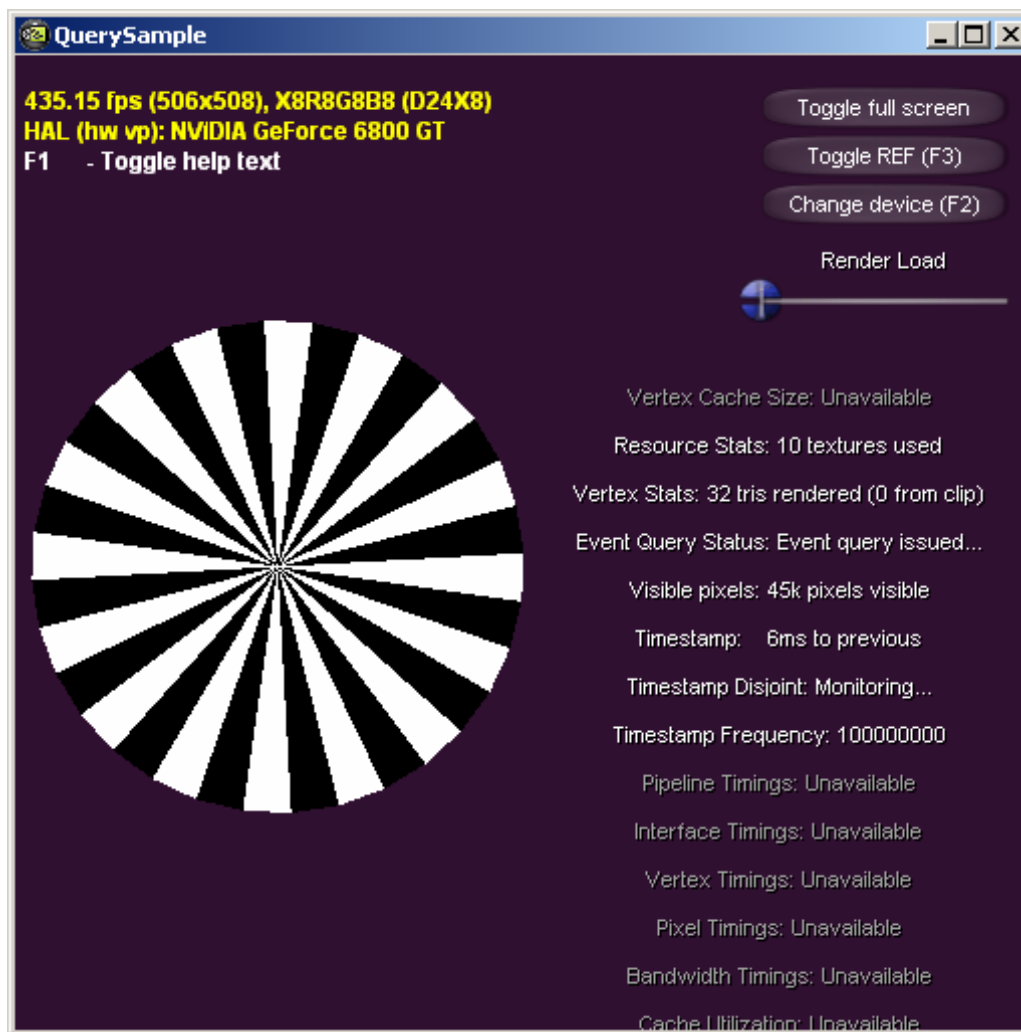 QuerySample
435.15 fps (506x508), X8R8G8B8 (D24X8)
HAL (hw vp): NVIDIA GeForce 6800 GT
F1 - Toggle help text
Toggle full screen
Toggle REF (F3)
Change device (F2)
Render Load
Vertex Cache Size: Unavailable
Resource Stats: 10 textures used
Vertex Stats: 32 tris rendered (0 from clip)
Event Query Status: Event query issued...
Visible pixels: 45k pixels visible
Timestamp: 6ms to previous
Timestamp Disjoint: Monitoring...
Timestamp Frequency: 100000000
Pipeline Timings: Unavailable
Interface Timings: Unavailable
Vertex Timings: Unavailable
Pixel Timings: Unavailable
Bandwidth Timings: Unavailable
Cache Utilization: Unavailable